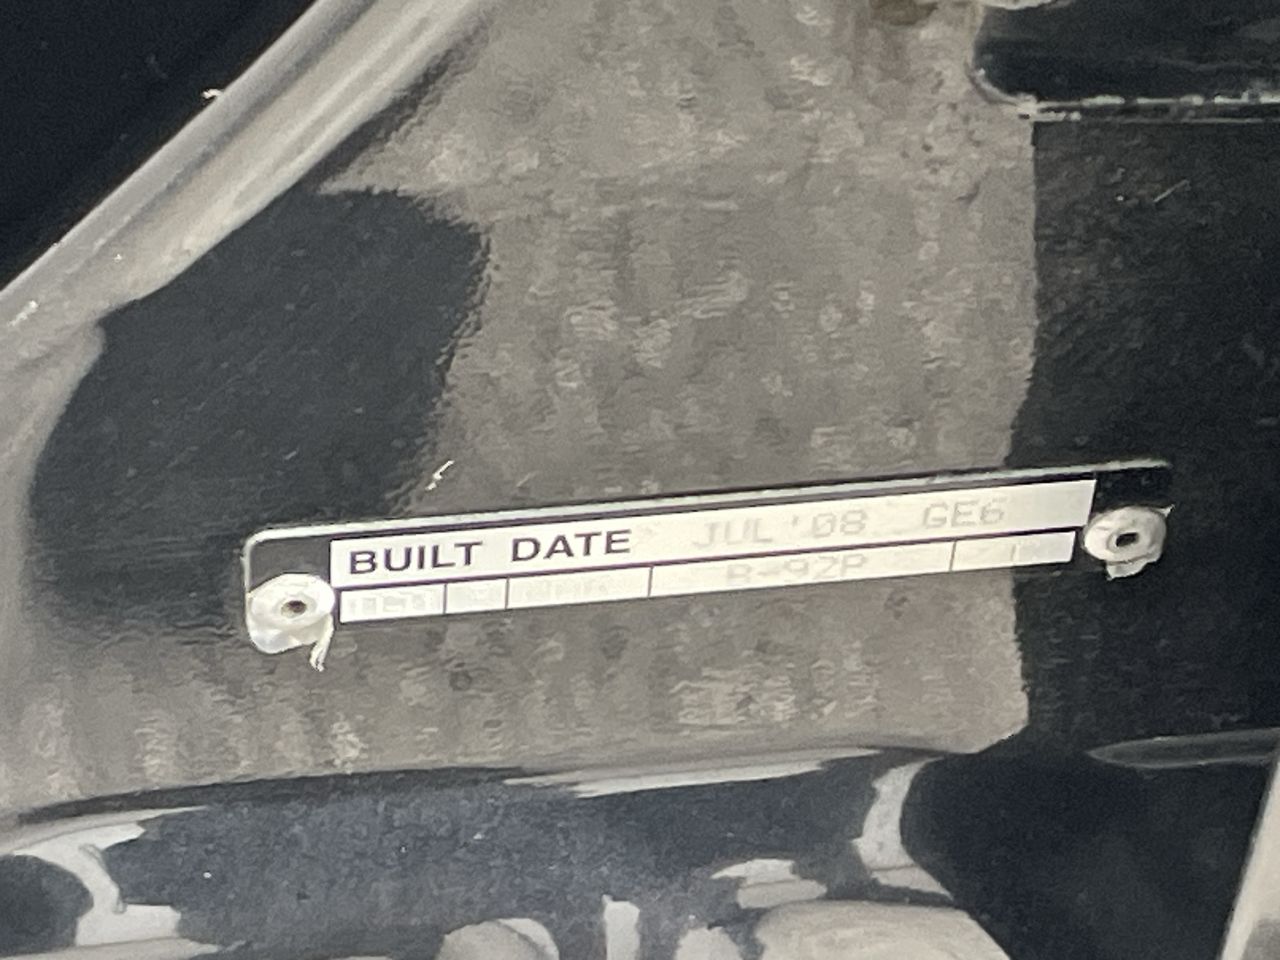 BUILT DATE JUL '08 GE6
B-92P